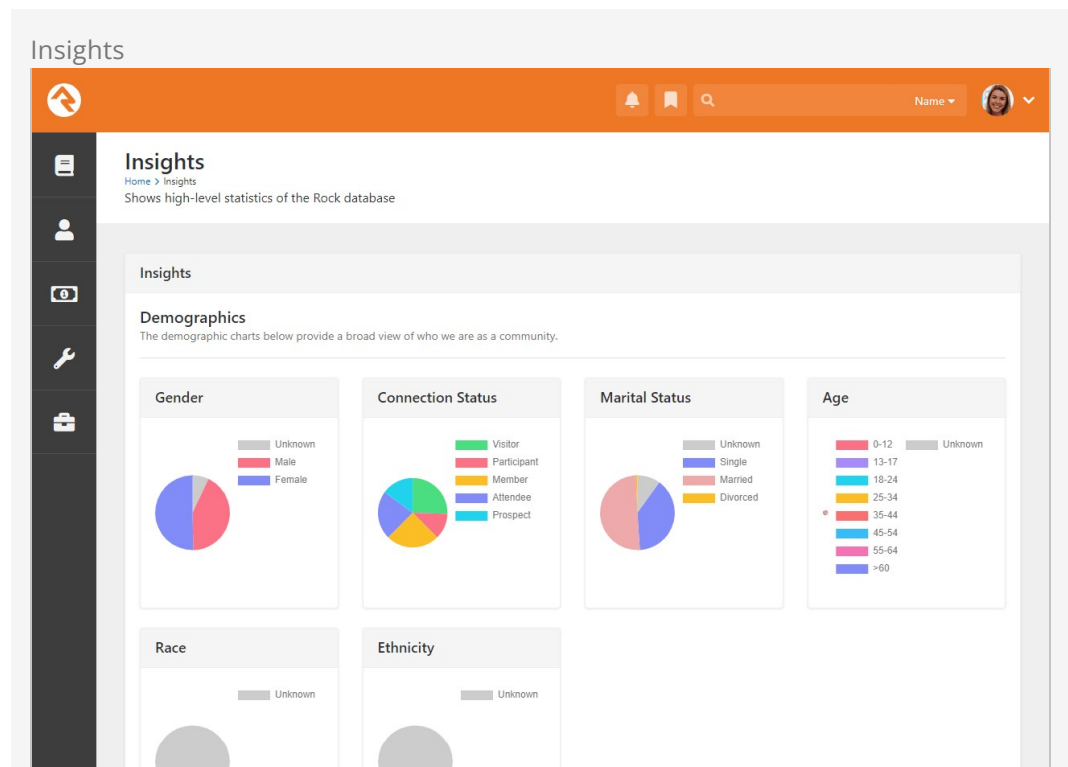 Insights
Name
Insights
Home > Insights
Shows high-level statistics of the Rock database
Insights
Demographics
The demographic charts below provide a broad view of who we are as a community.
Gender
Unknown
Male
Female
Connection Status
Visitor
Participant
Member
Attendee
Prospect
Marital Status
Unknown
Single
Married
Divorced
Age
0-12 Unknown
13-17
18-24
25-34
35-44
45-54
55-64
>60
Race
Unknown
Ethnicity
Unknown